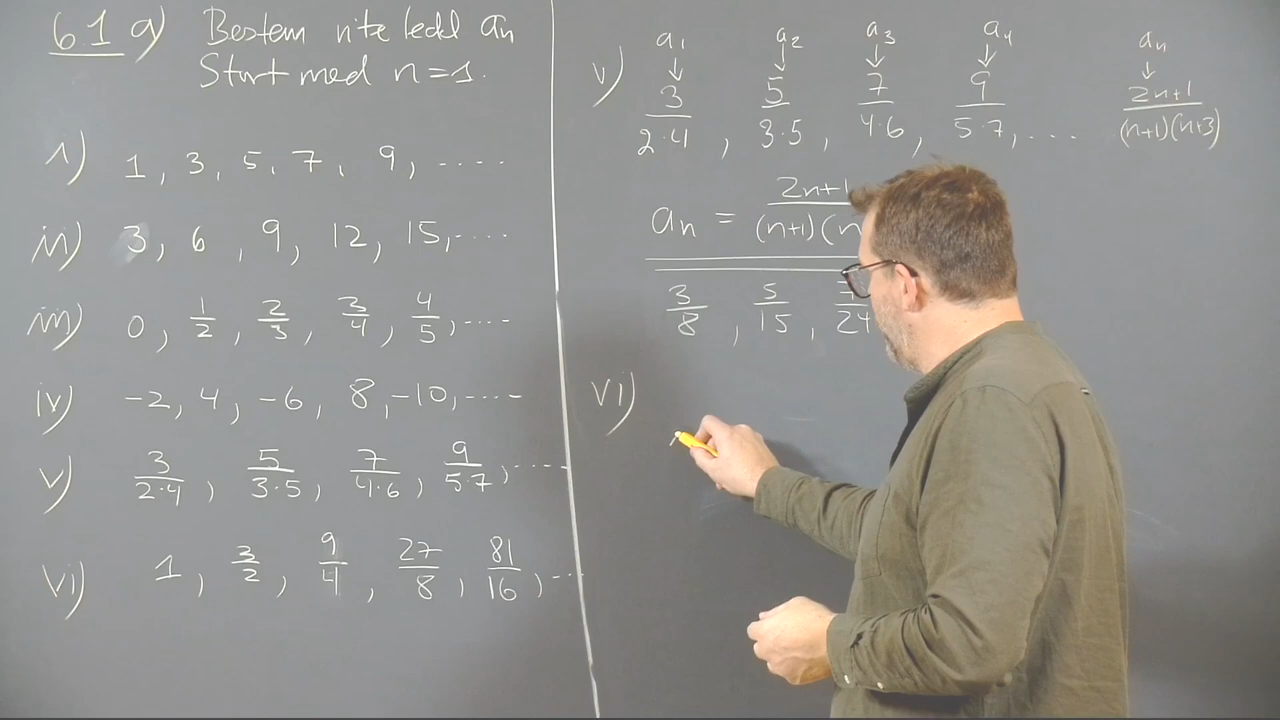 6 1 a) Bestem n'te ledd an
Start med n = 1.
i) 1, 3, 5, 7, 9, ....
ii) 3, 6, 9, 12, 15, ....
iii) 0, 1/2, 2/3, 3/4, 4/5, ....
iv) -2, 4, -6, 8, -10, ....
v) 3/(2·4), 5/(3·5), 7/(4·6), 9/(5·7), ....
vi) 1, 3/2, 9/4, 27/8, 81/16, ...
a1 a2 a3 a4 an
↓ ↓ ↓ ↓ ↓
v) 3/(2·4), 5/(3·5), 7/(4·6), 9/(5·7), .... (2n+1)/((n+1)(n+3))
an = (2n+1)/((n+1)(n
3/8, 5/15, 7/24
vi)